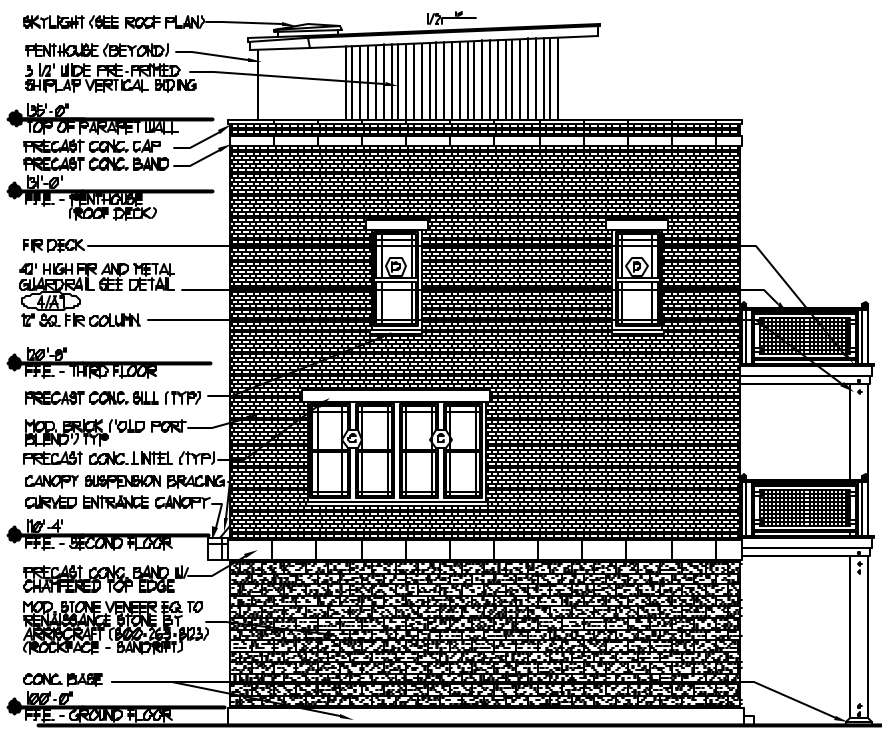 SKYLIGHT (SEE ROOF PLAN)
1/2 1"
PENTHOUSE (BEYOND)
3 1/2" WIDE PRE-PRIMED
SHIPLAP VERTICAL SIDING
TOP OF PARAPET WALL
PRECAST CONC. CAP
PRECAST CONC. BAND
131'-0"
F.F.E. - PENTHOUSE
(ROOF DECK)
FIR DECK
42" HIGH FIR AND METAL
GUARDRAIL SEE DETAIL
12" SQ. FIR COLUMN
120'-8"
F.F.E. - THIRD FLOOR
PRECAST CONC. SILL (TYP)
MOD. BRICK ('OLD PORT
BLEND') TYP
PRECAST CONC. LINTEL (TYP)
CANOPY SUSPENSION BRACING
CURVED ENTRANCE CANOPY
110'-4"
F.F.E. - SECOND FLOOR
PRECAST CONC. BAND W/
CHAMFERED TOP EDGE
MOD. STONE VENEER EQ. TO
RENAISSANCE STONE BY
ARRISCRAFT (800-265-8123)
(ROCKFACE - SANDRIFT)
CONC. BASE
100'-0"
F.F.E. - GROUND FLOOR
D
D
C
C